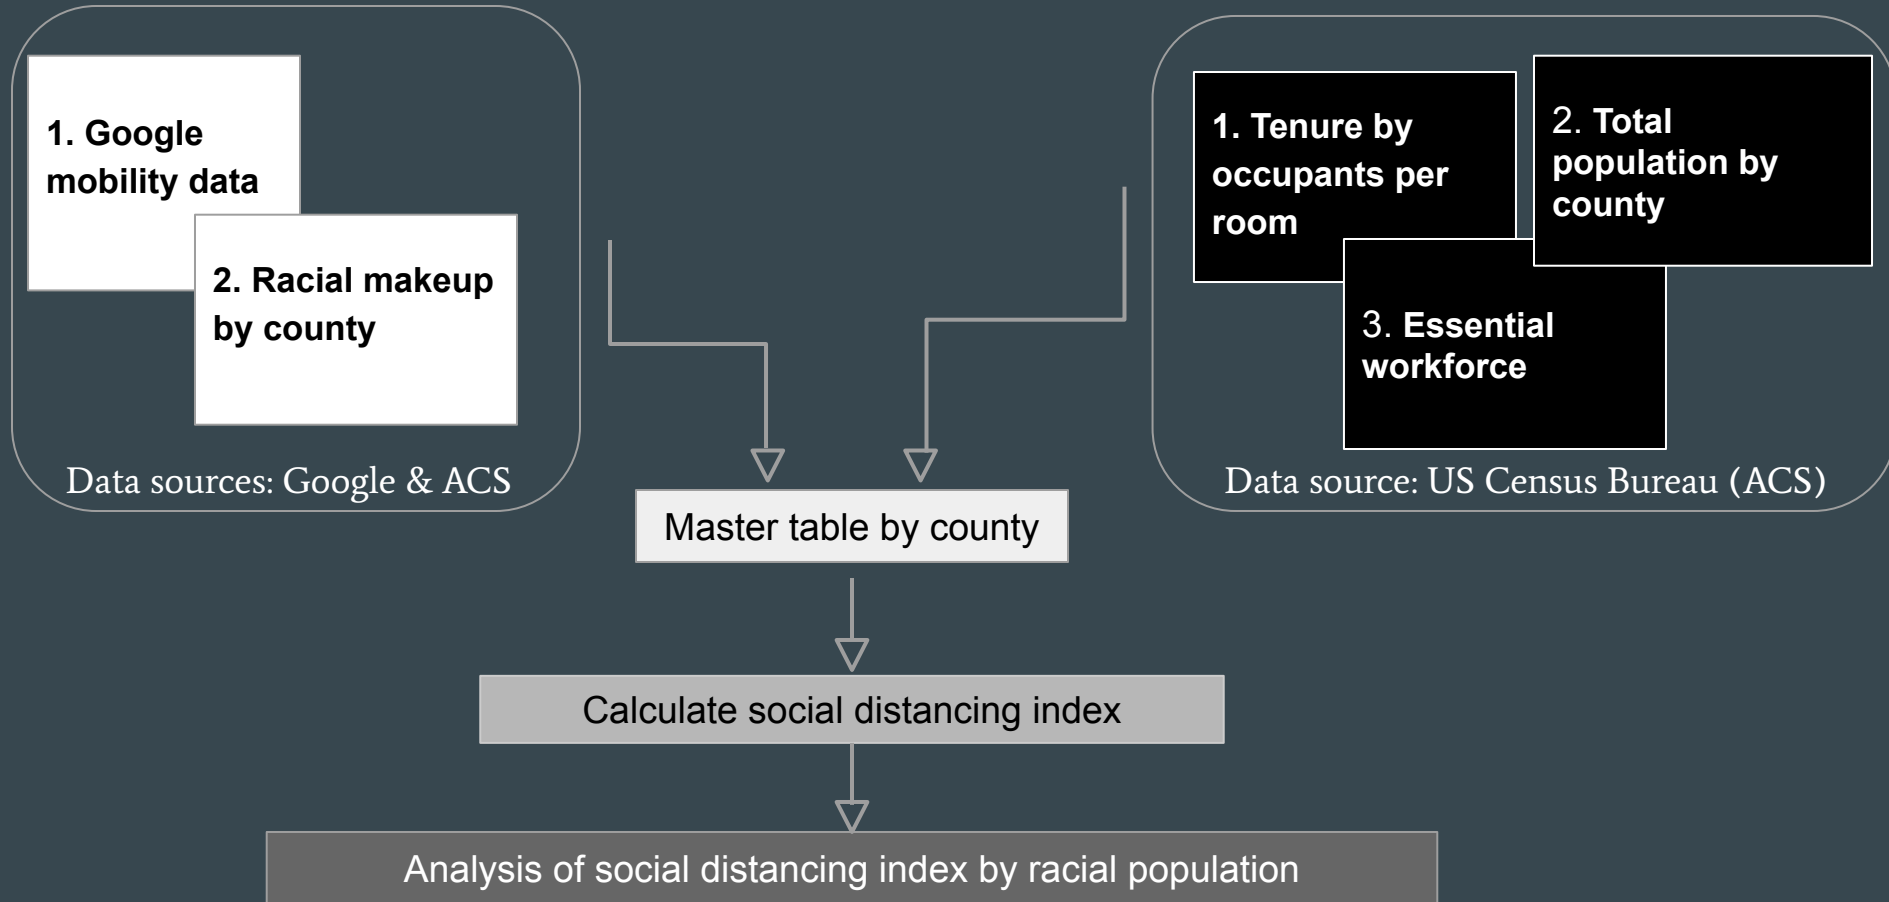 1. Google
mobility data
2. Racial makeup
by county
Data sources: Google & ACS
1. Tenure by
occupants per
room
2. Total
population by
county
3. Essential
workforce
Data source: US Census Bureau (ACS)
Master table by county
Calculate social distancing index
Analysis of social distancing index by racial population